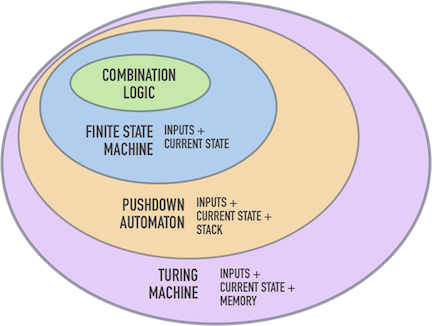 COMBINATION
LOGIC
FINITE STATE
MACHINE
INPUTS +
CURRENT STATE
PUSHDOWN
AUTOMATON
INPUTS +
CURRENT STATE +
STACK
TURING
MACHINE
INPUTS +
CURRENT STATE +
MEMORY